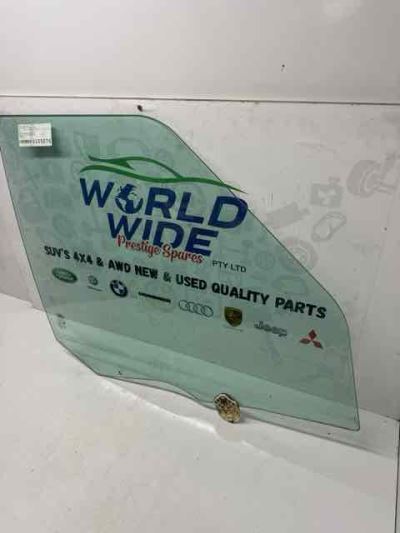 WORLD
WIDE
Prestige Spares
PTY LTD
SUV'S 4X4 & AWD NEW & USED QUALITY PARTS
Jeep